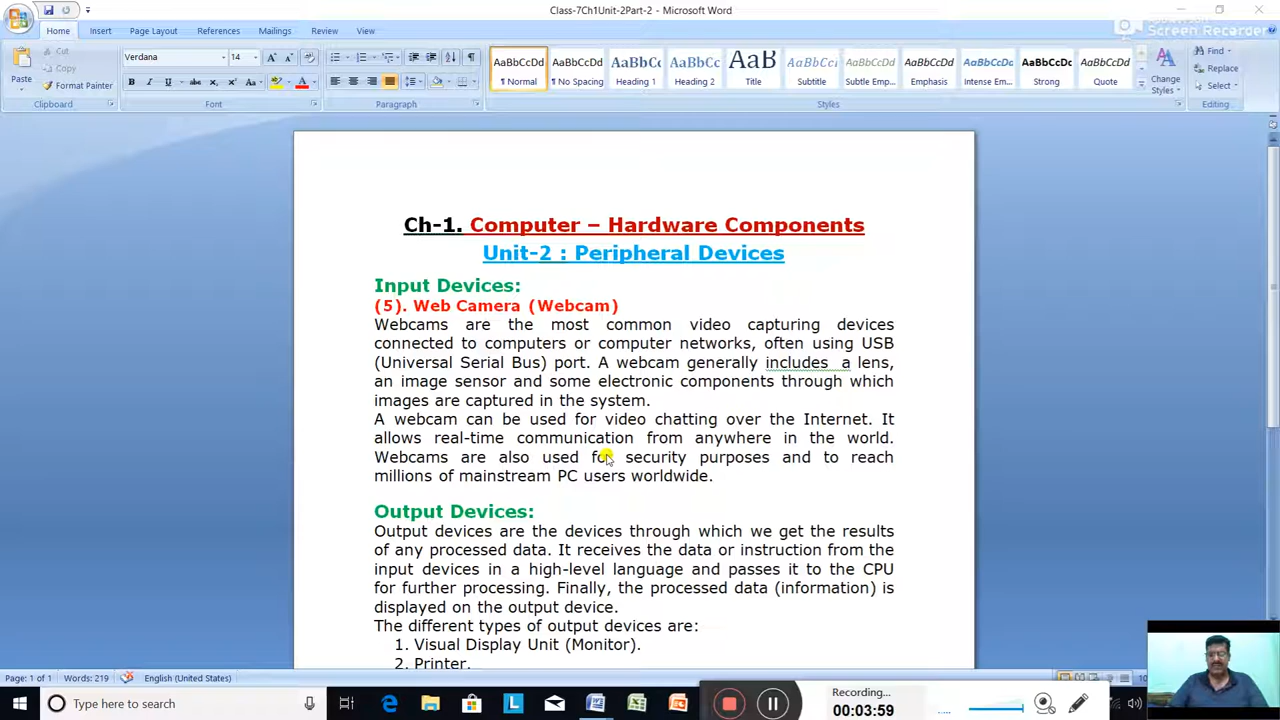 Class-7Ch1Unit-2Part-2 - Microsoft Word
Home Insert Page Layout References Mailings Review View
Screen Recorder
Cut
Copy
Format Painter
Paste
Clipboard
Verdana 14
B I U
Font
Paragraph
AaBbCcDd AaBbCcDd AaBbCc AaBbCc AaB AaBbCcI AaBbCcDd AaBbCcDd AaBbCcDc AaBbCcDd AaBbCcDd
¶ Normal ¶ No Spacing Heading 1 Heading 2 Title Subtitle Subtle Emp... Emphasis Intense Em... Strong Quote
Change Styles
Styles
Find
Replace
Select
Editing
Ch-1. Computer – Hardware Components
Unit-2 : Peripheral Devices
Input Devices:
(5). Web Camera (Webcam)
Webcams are the most common video capturing devices
connected to computers or computer networks, often using USB
(Universal Serial Bus) port. A webcam generally includes a lens,
an image sensor and some electronic components through which
images are captured in the system.
A webcam can be used for video chatting over the Internet. It
allows real-time communication from anywhere in the world.
Webcams are also used for security purposes and to reach
millions of mainstream PC users worldwide.
Output Devices:
Output devices are the devices through which we get the results
of any processed data. It receives the data or instruction from the
input devices in a high-level language and passes it to the CPU
for further processing. Finally, the processed data (information) is
displayed on the output device.
The different types of output devices are:
1. Visual Display Unit (Monitor).
2. Printer.
Page: 1 of 1 Words: 219 English (United States)
Type here to search
Recording...
00:03:59